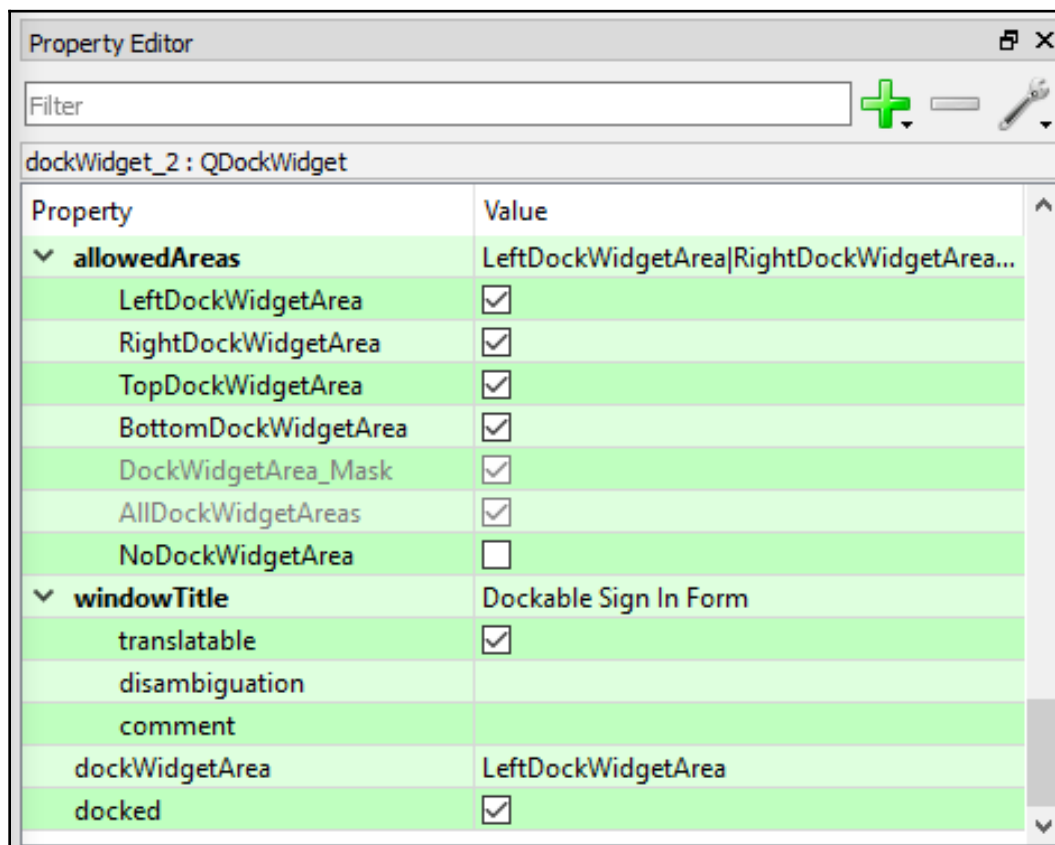 Property Editor
Filter
dockWidget_2 : QDockWidget
Property Value
allowedAreas LeftDockWidgetArea|RightDockWidgetArea...
LeftDockWidgetArea
RightDockWidgetArea
TopDockWidgetArea
BottomDockWidgetArea
DockWidgetArea_Mask
AllDockWidgetAreas
NoDockWidgetArea
windowTitle Dockable Sign In Form
translatable
disambiguation
comment
dockWidgetArea LeftDockWidgetArea
docked